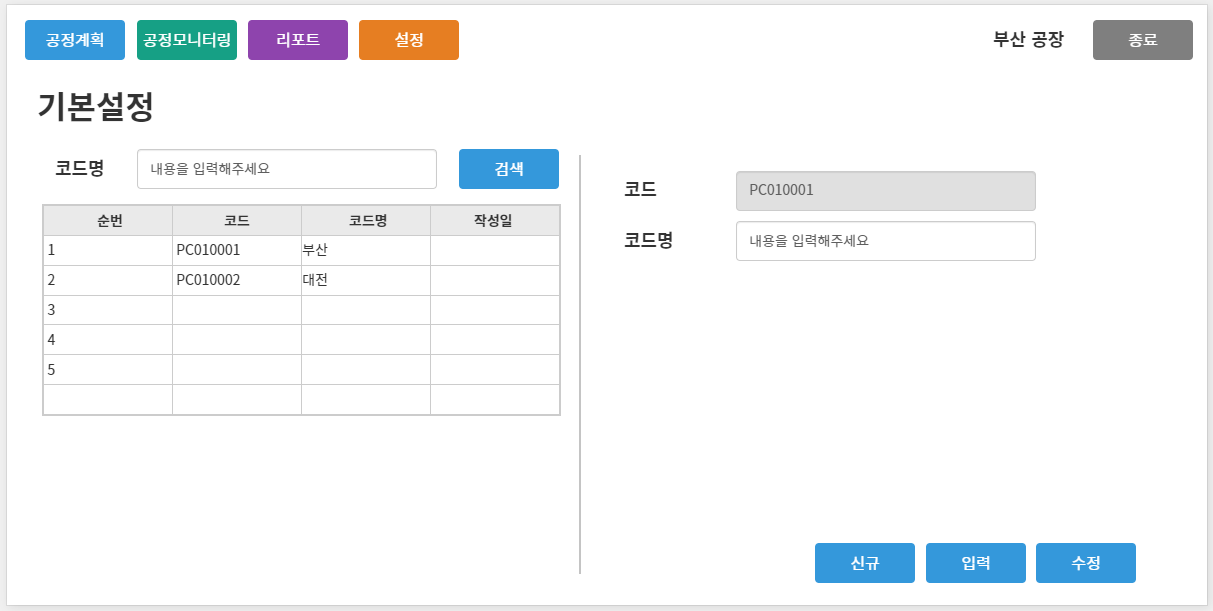 공정계획 공정모니터링 리포트 설정 부산 공장 종료
기본설정
코드명 내용을 입력해주세요 검색
순번 코드 코드명 작성일
1 PC010001 부산
2 PC010002 대전
3
4
5
코드 PC010001
코드명 내용을 입력해주세요
신규 입력 수정